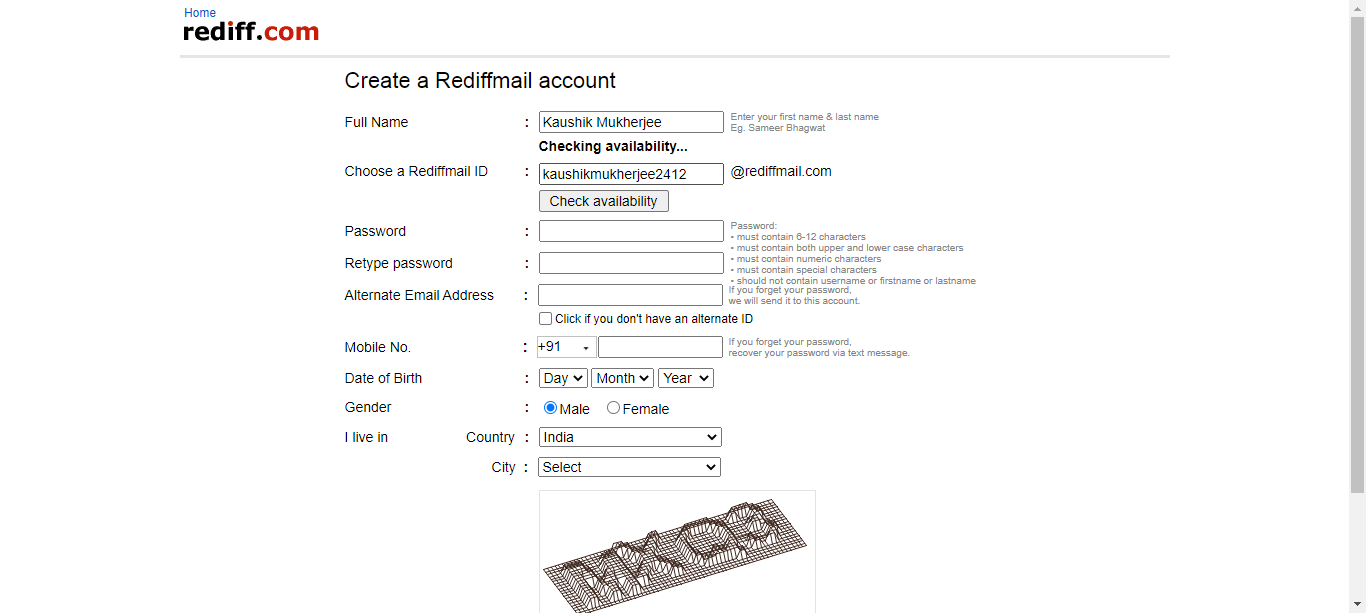 Home
rediff.com
Create a Rediffmail account
Full Name : Kaushik Mukherjee Enter your first name & last name
Eg. Sameer Bhagwat
Checking availability...
Choose a Rediffmail ID : kaushikmukherjee2412 @rediffmail.com
Check availability
Password : Password:
- must contain 6-12 characters
- must contain both upper and lower case characters
- must contain numeric characters
- must contain special characters
- should not contain username or firstname or lastname
Retype password :
Alternate Email Address : If you forget your password,
we will send it to this account.
Click if you don't have an alternate ID
Mobile No. : +91 If you forget your password,
recover your password via text message.
Date of Birth : Day Month Year
Gender : Male Female
I live in Country : India
City : Select